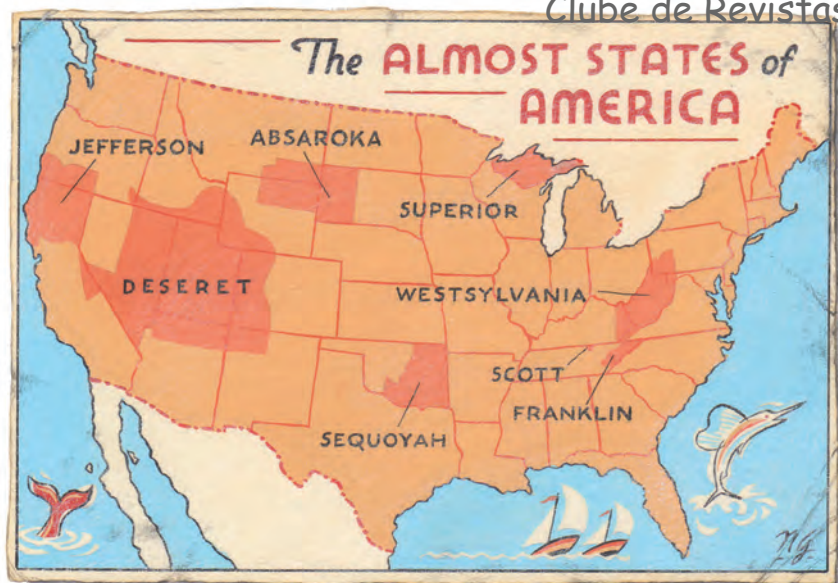 Clube de Revistas
The ALMOST STATES of
AMERICA
JEFFERSON
ABSAROKA
SUPERIOR
DESERET
WESTSYLVANIA
SCOTT
FRANKLIN
SEQUOYAH